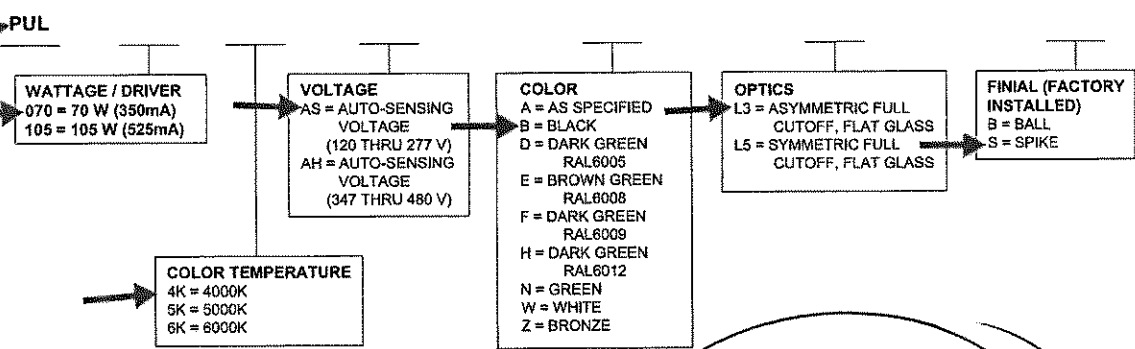 PUL
WATTAGE / DRIVER
070 = 70 W (350mA)
105 = 105 W (525mA)
COLOR TEMPERATURE
4K = 4000K
5K = 5000K
6K = 6000K
VOLTAGE
AS = AUTO-SENSING
VOLTAGE
(120 THRU 277 V)
AH = AUTO-SENSING
VOLTAGE
(347 THRU 480 V)
COLOR
A = AS SPECIFIED
B = BLACK
D = DARK GREEN
RAL6005
E = BROWN GREEN
RAL6008
F = DARK GREEN
RAL6009
H = DARK GREEN
RAL6012
N = GREEN
W = WHITE
Z = BRONZE
OPTICS
L3 = ASYMMETRIC FULL
CUTOFF, FLAT GLASS
L5 = SYMMETRIC FULL
CUTOFF, FLAT GLASS
FINIAL (FACTORY
INSTALLED)
B = BALL
S = SPIKE